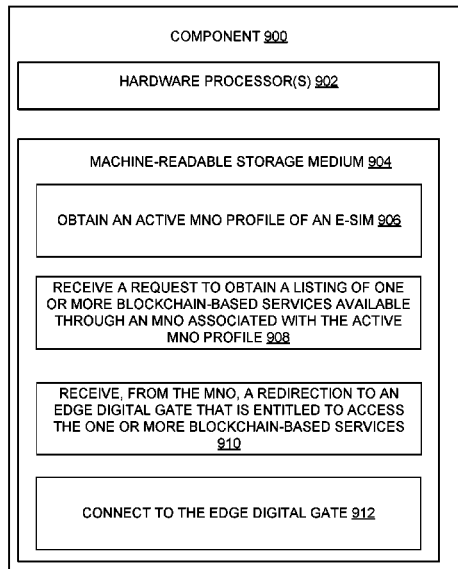 COMPONENT 900
HARDWARE PROCESSOR(S) 902
MACHINE-READABLE STORAGE MEDIUM 904
OBTAIN AN ACTIVE MNO PROFILE OF AN E-SIM 906
RECEIVE A REQUEST TO OBTAIN A LISTING OF ONE
OR MORE BLOCKCHAIN-BASED SERVICES AVAILABLE
THROUGH AN MNO ASSOCIATED WITH THE ACTIVE
MNO PROFILE 908
RECEIVE, FROM THE MNO, A REDIRECTION TO AN
EDGE DIGITAL GATE THAT IS ENTITLED TO ACCESS
THE ONE OR MORE BLOCKCHAIN-BASED SERVICES
910
CONNECT TO THE EDGE DIGITAL GATE 912